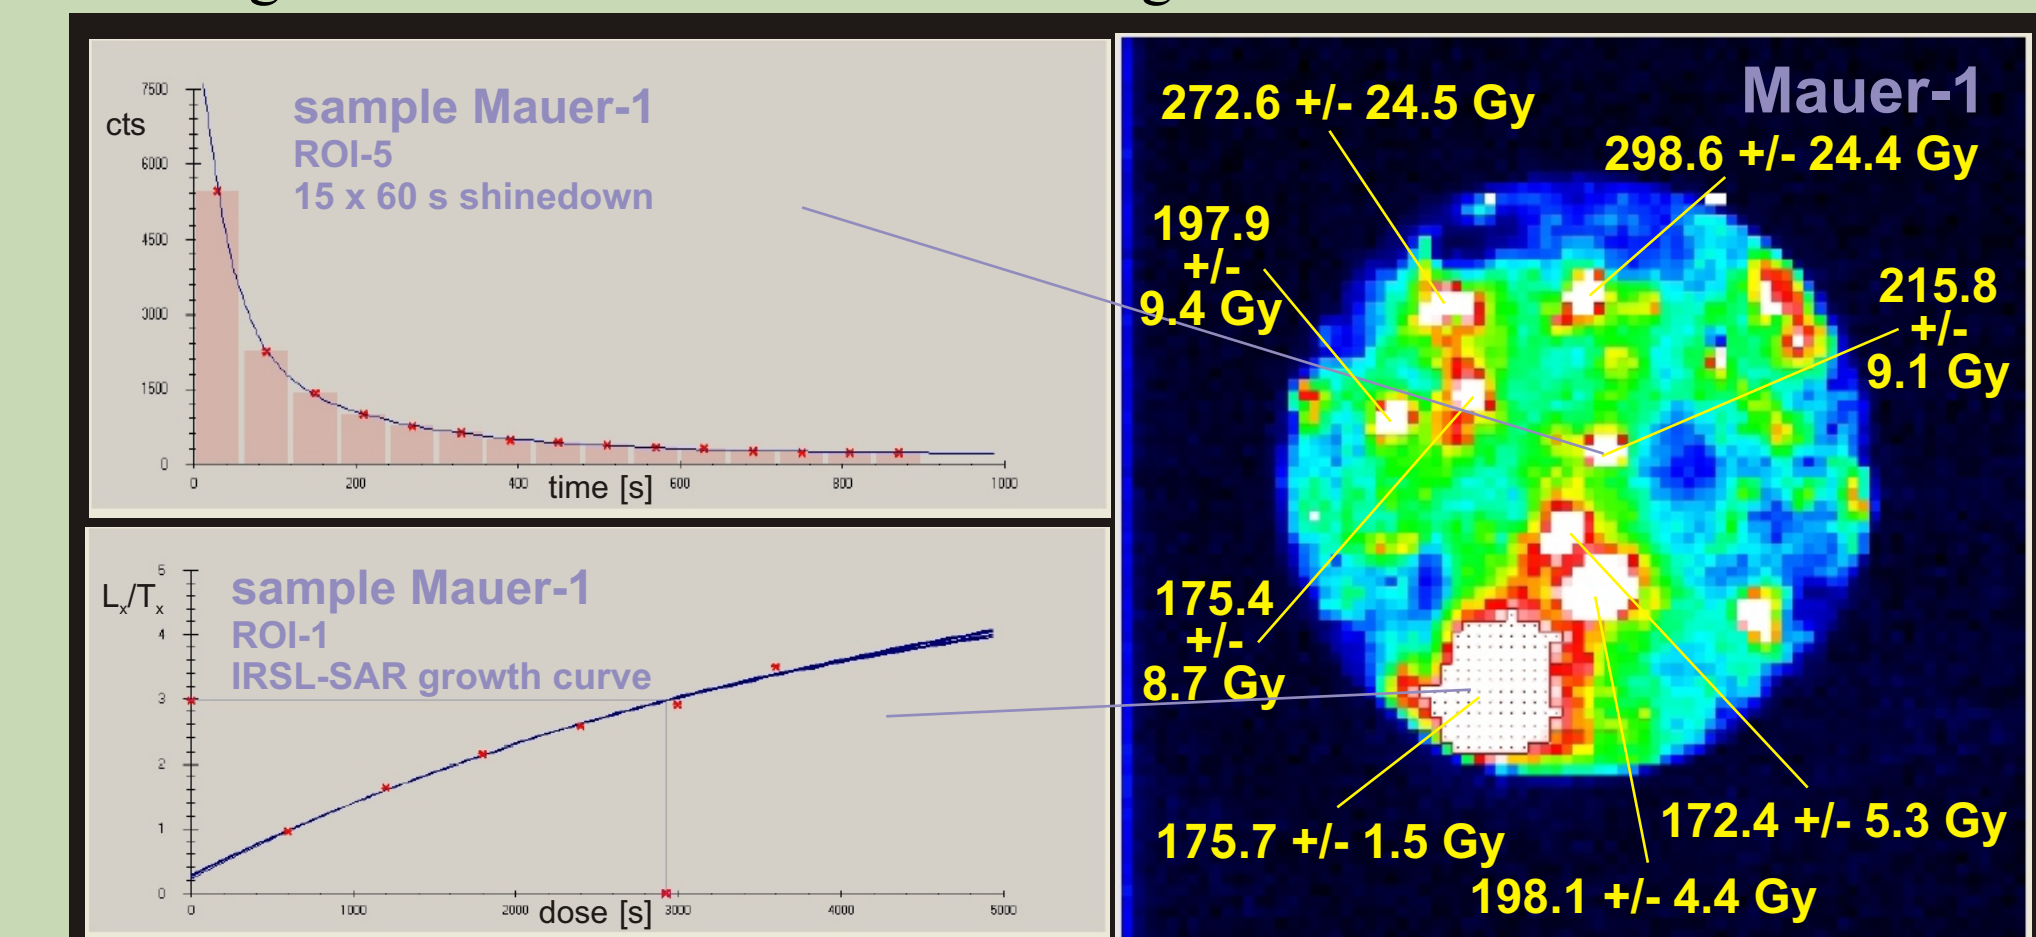 7500
cts
6000
4500
3000
1500
0
sample Mauer-1
ROI-5
15 x 60 s shinedown
0 200 400 time [s] 600 800 1000
5
Lx/Tx
4
3
2
1
0
sample Mauer-1
ROI-1
IRSL-SAR growth curve
0 1000 2000 dose [s] 3000 4000 5000
Mauer-1
272.6 +/- 24.5 Gy
298.6 +/- 24.4 Gy
197.9
+/-
9.4 Gy
215.8
+/-
9.1 Gy
175.4
+/-
8.7 Gy
175.7 +/- 1.5 Gy
172.4 +/- 5.3 Gy
198.1 +/- 4.4 Gy